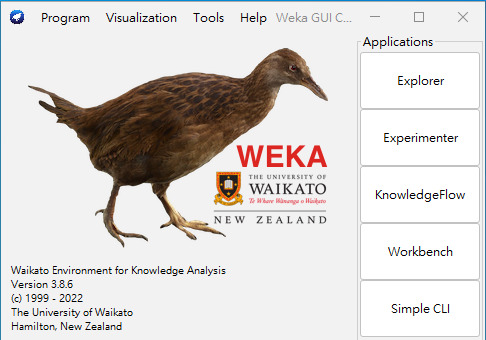 Program Visualization Tools Help Weka GUI C...
Applications
Explorer
Experimenter
WEKA
THE UNIVERSITY OF
WAIKATO
Te Whare Wānanga o Waikato
NEW ZEALAND
KnowledgeFlow
Workbench
Simple CLI
Waikato Environment for Knowledge Analysis
Version 3.8.6
(c) 1999 - 2022
The University of Waikato
Hamilton, New Zealand